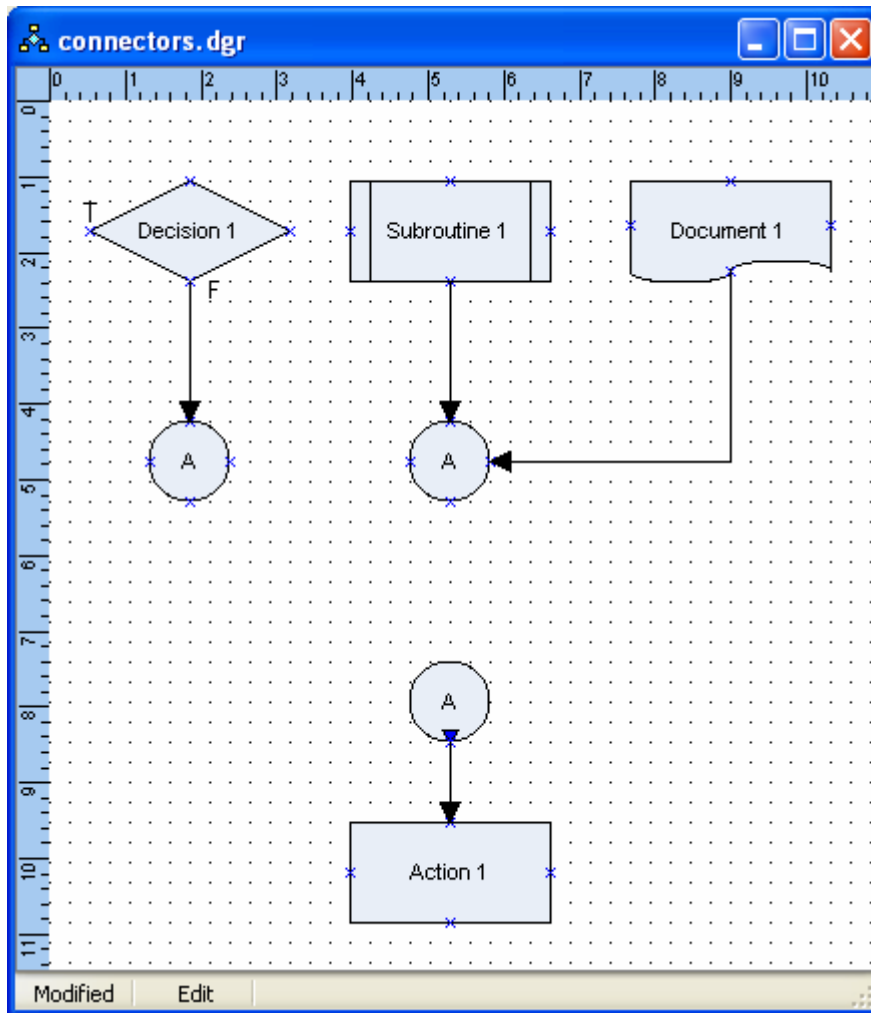 connectors.dgr
0 1 2 3 4 5 6 7 8 9 10
0
1
T
Decision 1
Subroutine 1
Document 1
2
F
3
4
A
A
5
6
7
A
8
9
Action 1
10
11
Modified
Edit